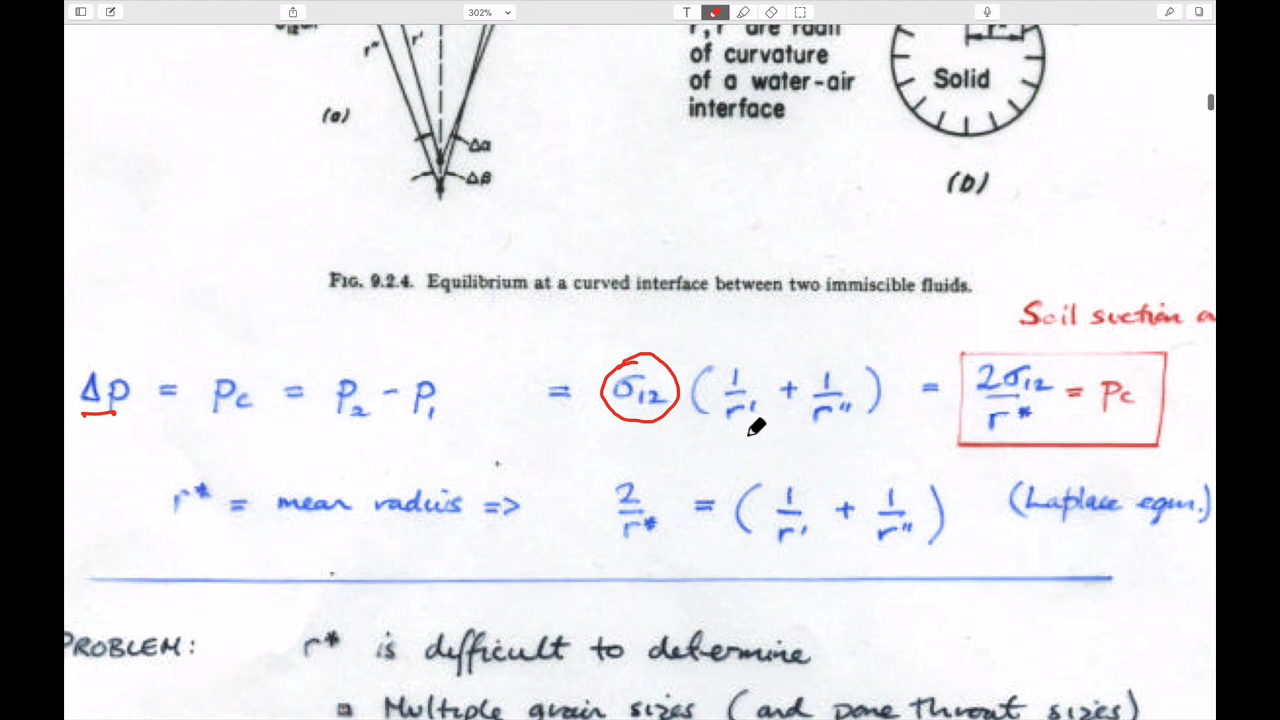 302%
T
r', r" are radii
of curvature
of a water-air
interface
r"
r'
(a)
Δα
Δβ
r"
Solid
(b)
FIG. 9.2.4. Equilibrium at a curved interface between two immiscible fluids.
Soil suction
Δp = pc = p2 - p1 = σ12 (1/r' + 1/r") = 2σ12/r* = pc
r* = mean radius => 2/r* = (1/r' + 1/r") (Laplace eqn.)
PROBLEM: r* is difficult to determine
Multiple grain sizes (and pore throat sizes)